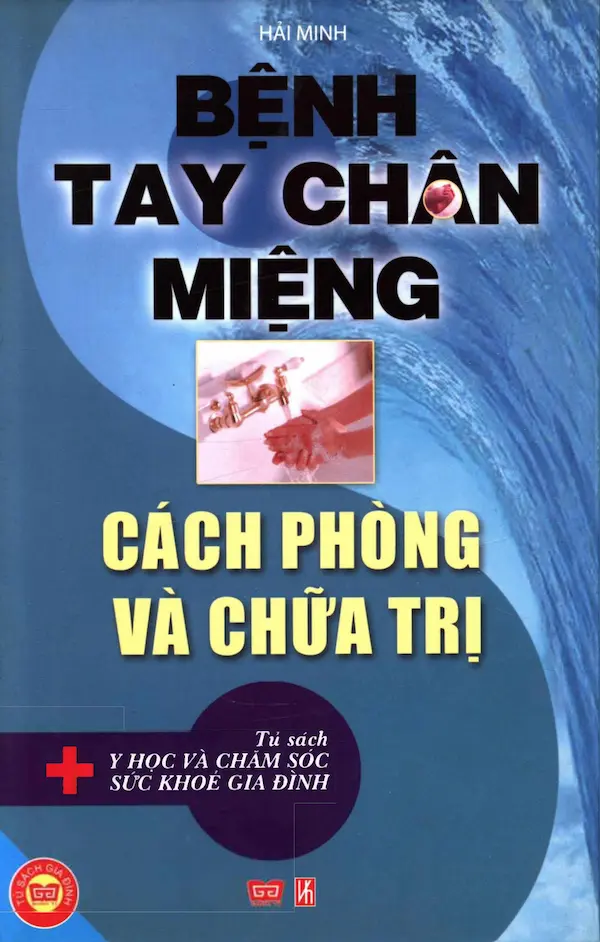 HẢI MINH
BỆNH
TAY CHÂN
MIỆNG
CÁCH PHÒNG
VÀ CHỮA TRỊ
Tủ sách
Y HỌC VÀ CHĂM SÓC
SỨC KHOẺ GIA ĐÌNH
TỦ SÁCH GIA ĐÌNH